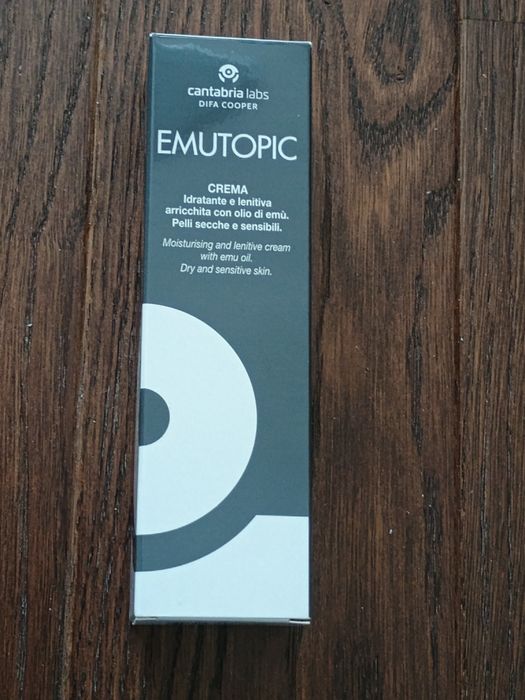 cantabria labs
DIFA COOPER
EMUTOPIC
CREMA
Idratante e lenitiva
arricchita con olio di emù.
Pelli secche e sensibili.
Moisturising and lenitive cream
with emu oil.
Dry and sensitive skin.